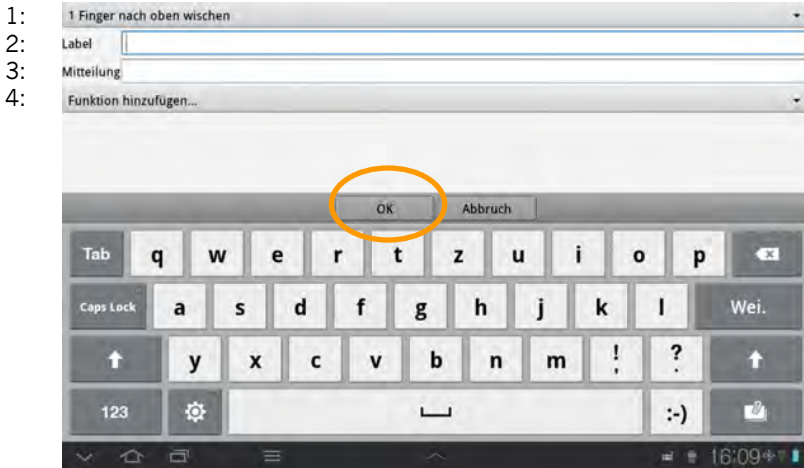 1: 1 Finger nach oben wischen
2: Label
3: Mitteilung
4: Funktion hinzufügen...
OK Abbruch
Tab q w e r t z u i o p
Caps Lock a s d f g h j k l Wei.
y x c v b n m ! , ? .
123 :-)
16:09